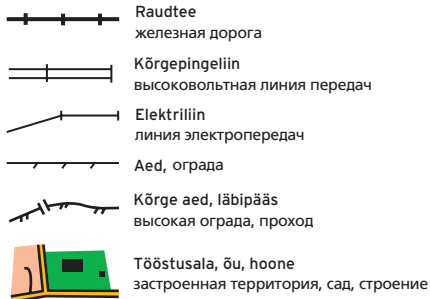 Raudtee
железная дорога
Kõrgepingeliin
высоковольтная линия передач
Elektriliin
линия электропередач
Aed, ограда
Kõrge aed, läbipääs
высокая ограда, проход
Tööstusala, õu, hoone
застроенная территория, сад, строение